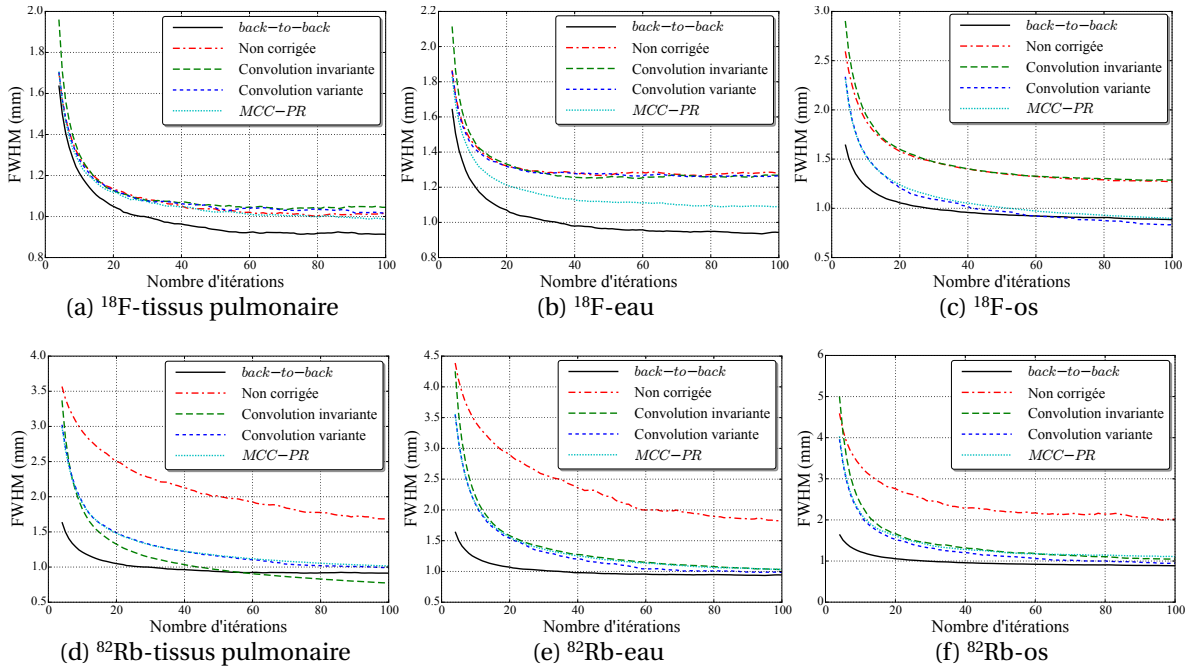 2.0
1.8
1.6
1.4
1.2
1.0
0.8
FWHM (mm)
back−to−back
Non corrigée
Convolution invariante
Convolution variante
MCC−PR
0
20
40
60
80
100
Nombre d'itérations
(a) ¹⁸F-tissus pulmonaire
2.2
2.0
1.8
1.6
1.4
1.2
1.0
0.8
FWHM (mm)
back−to−back
Non corrigée
Convolution invariante
Convolution variante
MCC−PR
0
20
40
60
80
100
Nombre d'itérations
(b) ¹⁸F-eau
3.0
2.5
2.0
1.5
1.0
0.5
FWHM (mm)
back−to−back
Non corrigée
Convolution invariante
Convolution variante
MCC−PR
0
20
40
60
80
100
Nombre d'itérations
(c) ¹⁸F-os
4.0
3.5
3.0
2.5
2.0
1.5
1.0
0.5
FWHM (mm)
back−to−back
Non corrigée
Convolution invariante
Convolution variante
MCC−PR
0
20
40
60
80
100
Nombre d'itérations
(d) ⁸²Rb-tissus pulmonaire
4.5
4.0
3.5
3.0
2.5
2.0
1.5
1.0
0.5
FWHM (mm)
back−to−back
Non corrigée
Convolution invariante
Convolution variante
MCC−PR
0
20
40
60
80
100
Nombre d'itérations
(e) ⁸²Rb-eau
6
5
4
3
2
1
0
FWHM (mm)
back−to−back
Non corrigée
Convolution invariante
Convolution variante
MCC−PR
0
20
40
60
80
100
Nombre d'itérations
(f) ⁸²Rb-os